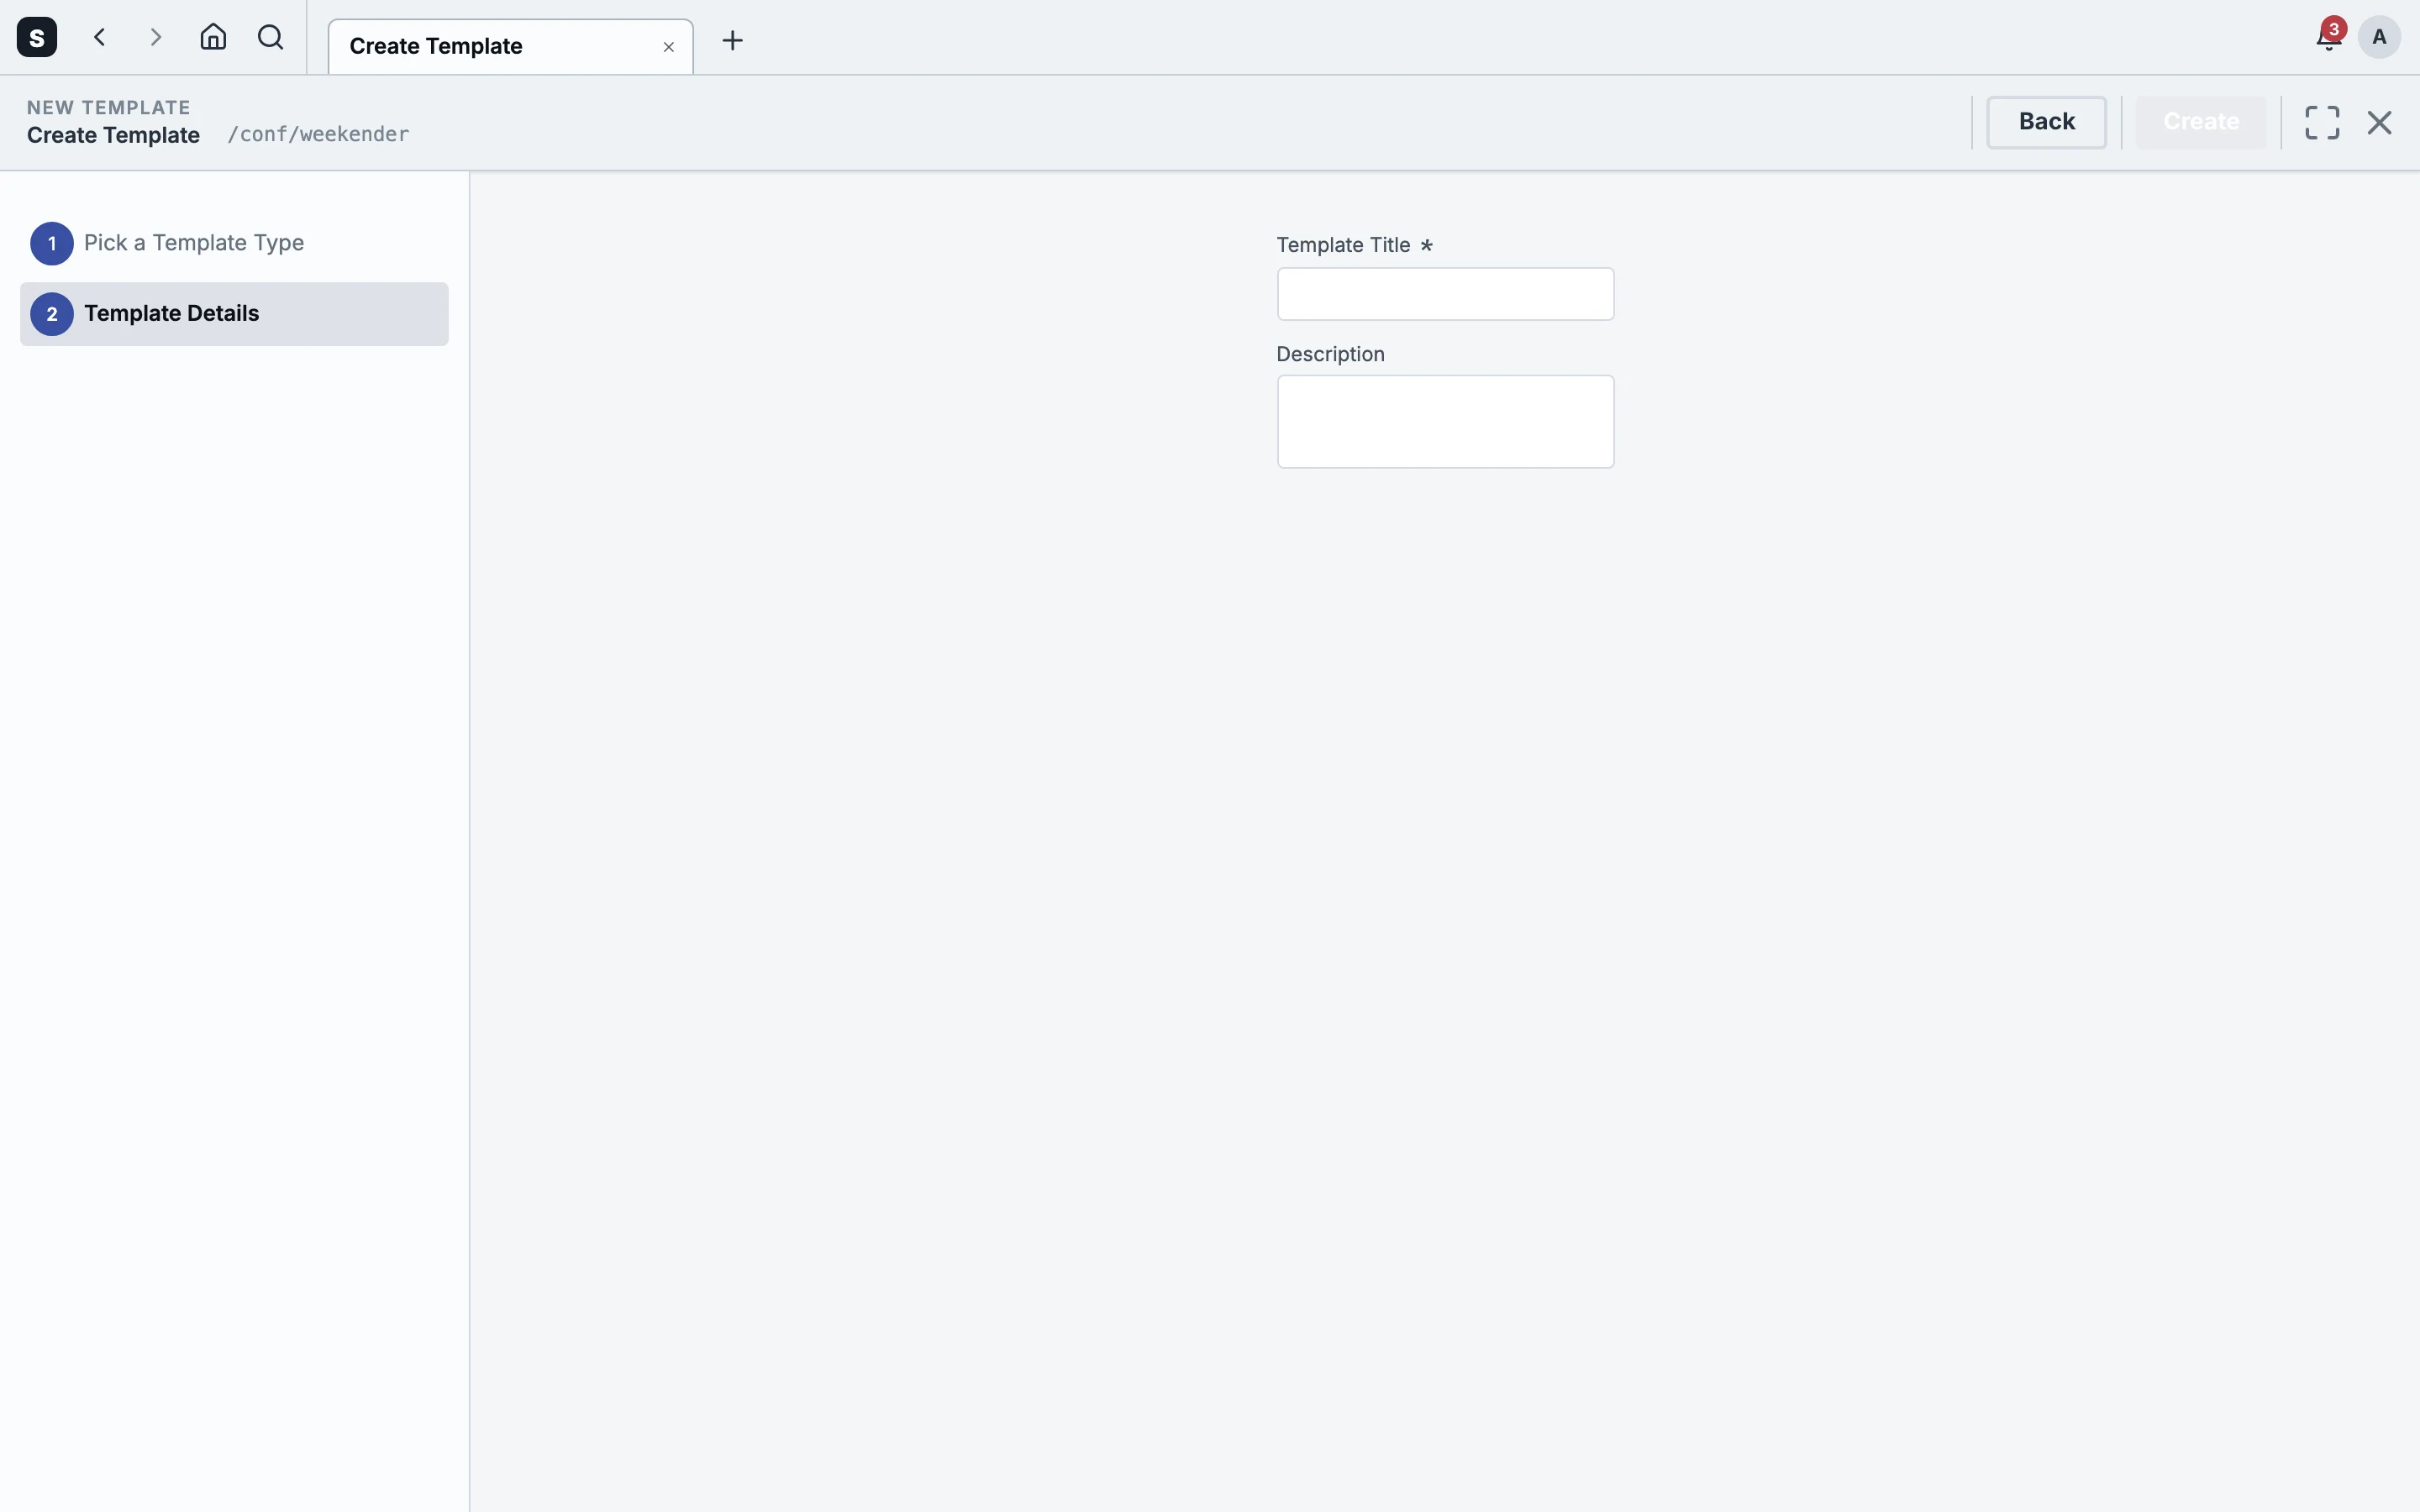 S
Create Template
3
A
NEW TEMPLATE
Create Template /conf/weekender
Back
Create
1 Pick a Template Type
2 Template Details
Template Title *
Description